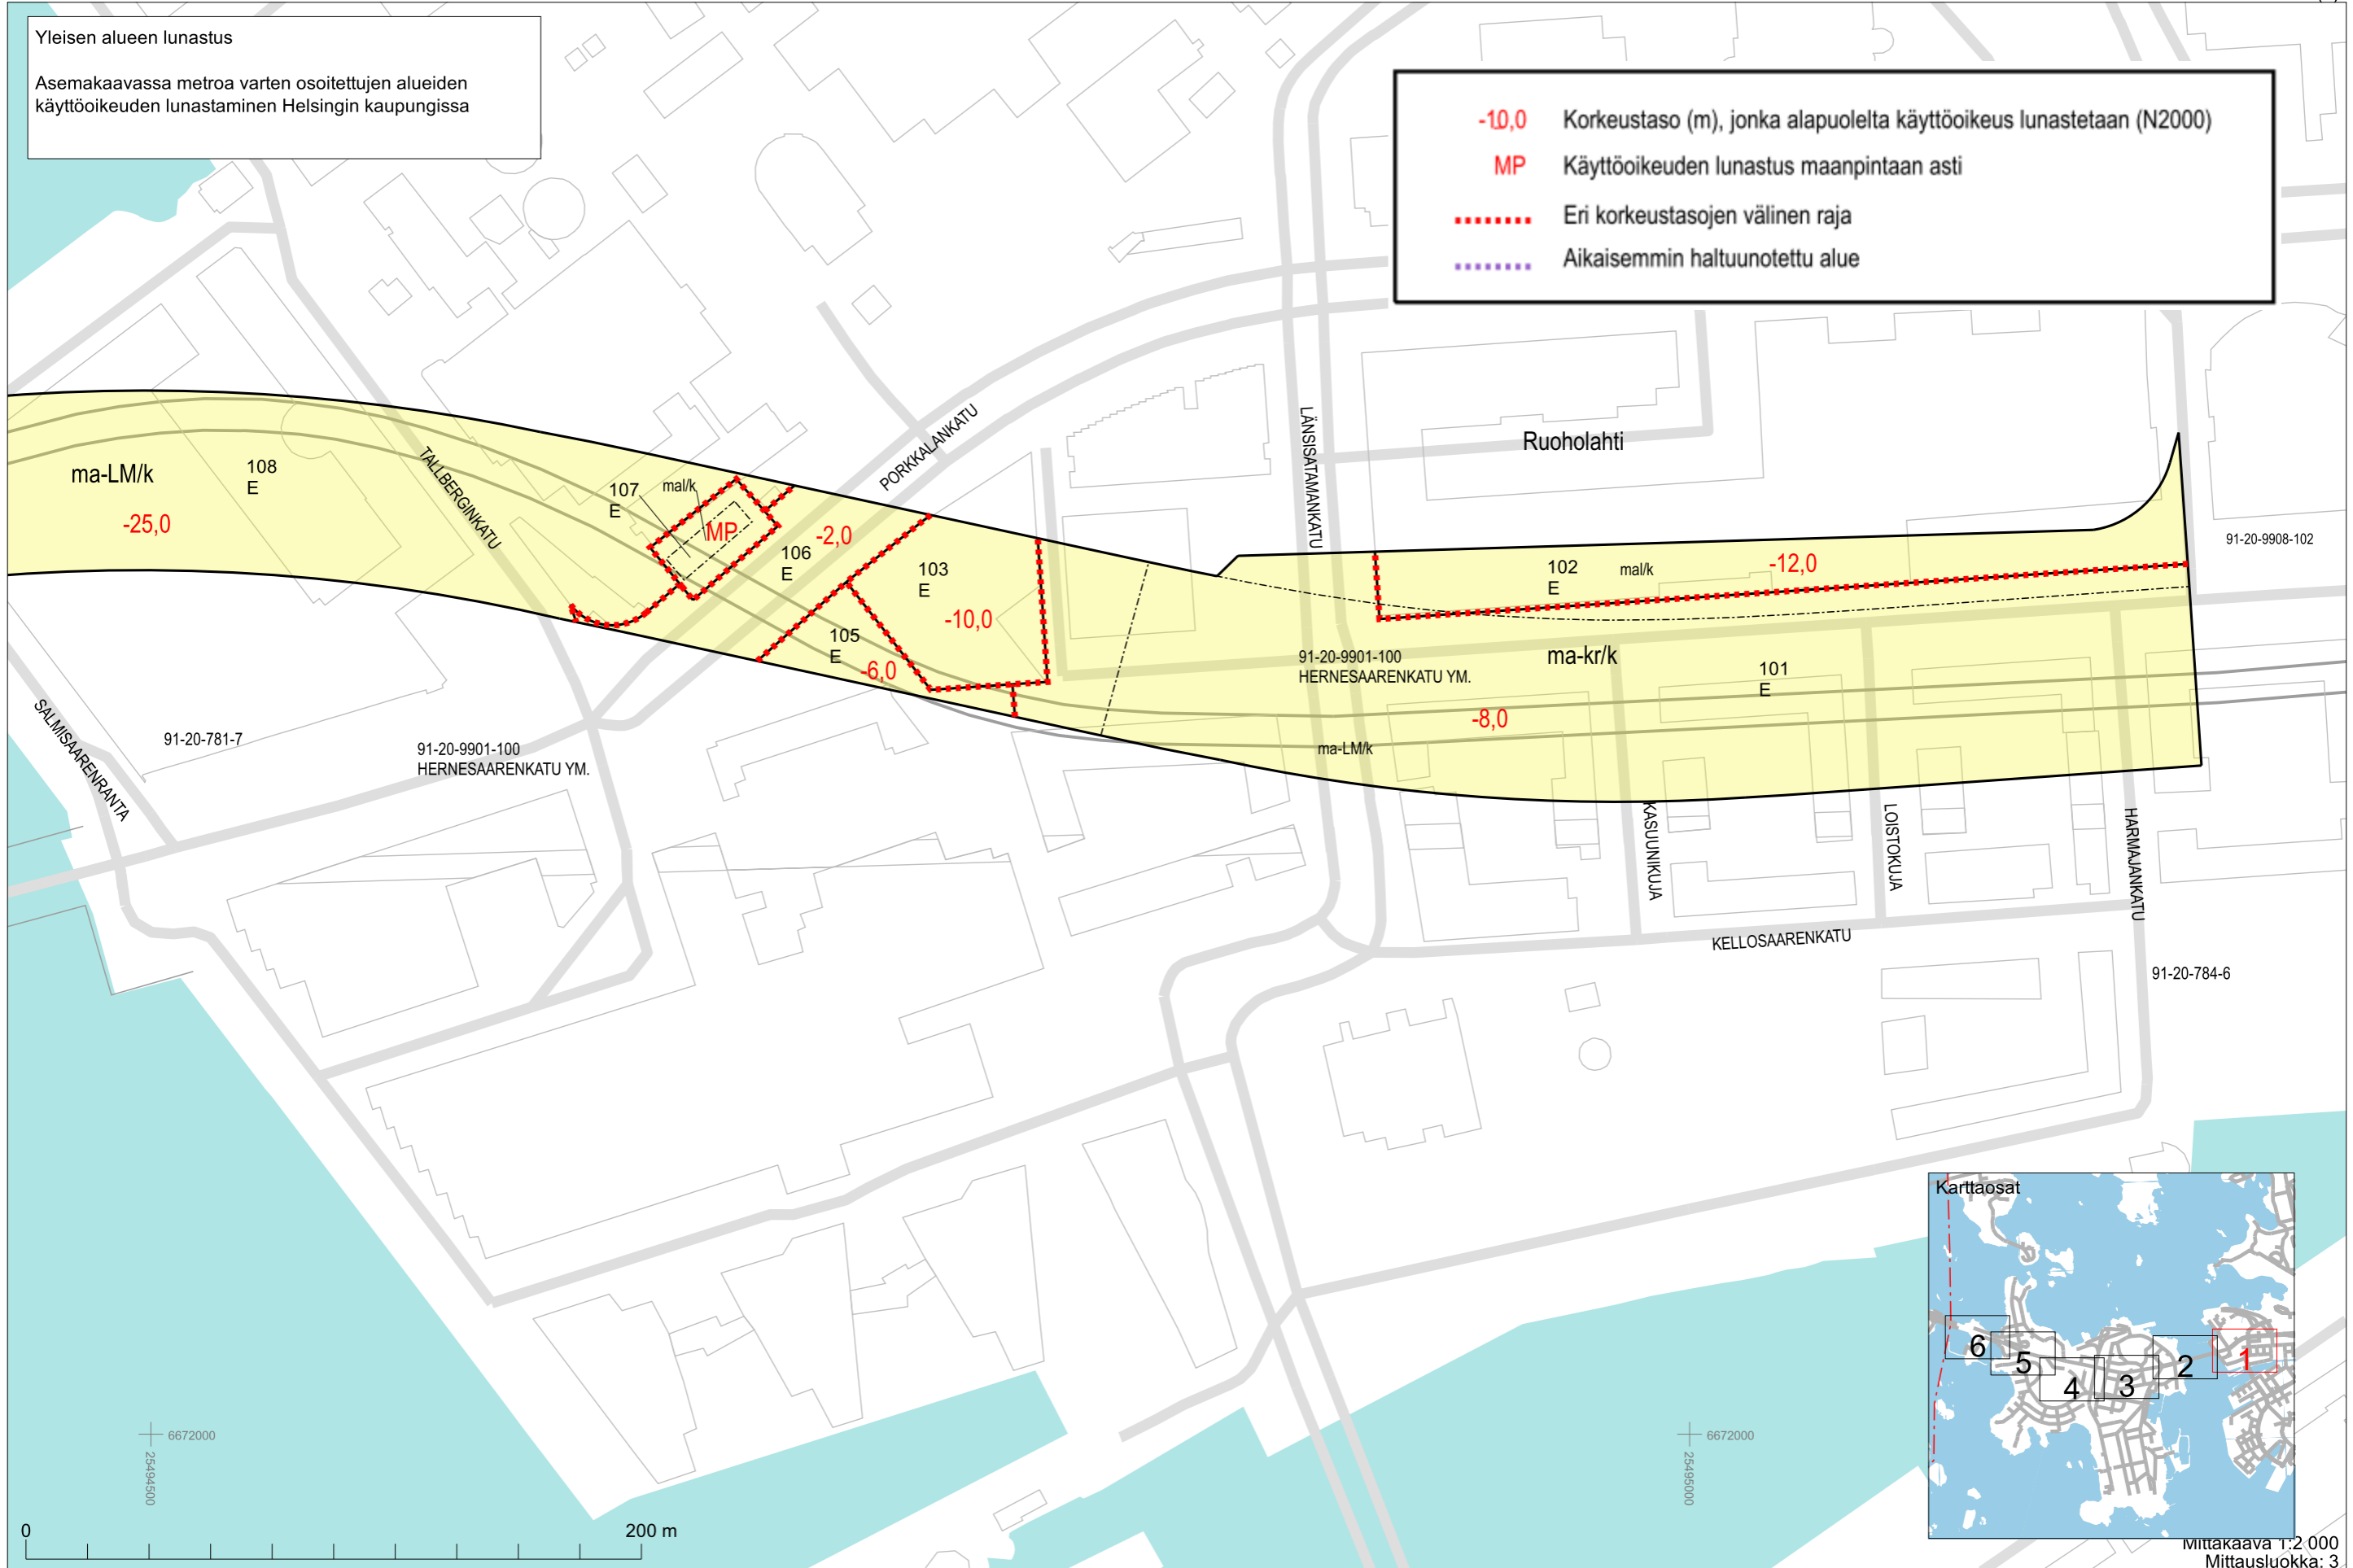 Yleisen alueen lunastus
Asemakaavassa metroa varten osoitettujen alueiden
käyttöoikeuden lunastaminen Helsingin kaupungissa
-10,0 Korkeustaso (m), jonka alapuolelta käyttöoikeus lunastetaan (N2000)
MP Käyttöoikeuden lunastus maanpintaan asti
Eri korkeustasojen välinen raja
Aikaisemmin haltuunotettu alue
ma-LM/k
108
E
-25,0
TALLBERGINKATU
107
E
mal/k
MP
106
E
-2,0
PORKKALANKATU
103
E
-10,0
105
E
-6,0
LÄNSISATAMANKATU
Ruoholahti
102
E
mal/k
-12,0
91-20-9908-102
91-20-9901-100
HERNESAARENKATU YM.
ma-kr/k
101
E
-8,0
ma-LM/k
SALMISAARENRANTA
91-20-781-7
91-20-9901-100
HERNESAARENKATU YM.
KASUUNIKUJA
LOISTOKUJA
HARMAJANKATU
KELLOSAARENKATU
91-20-784-6
Karttaosat
6
5
4
3
2
1
6672000
25494500
6672000
25495000
0
200 m
Mittakaava 1:2 000
Mittausluokka: 3